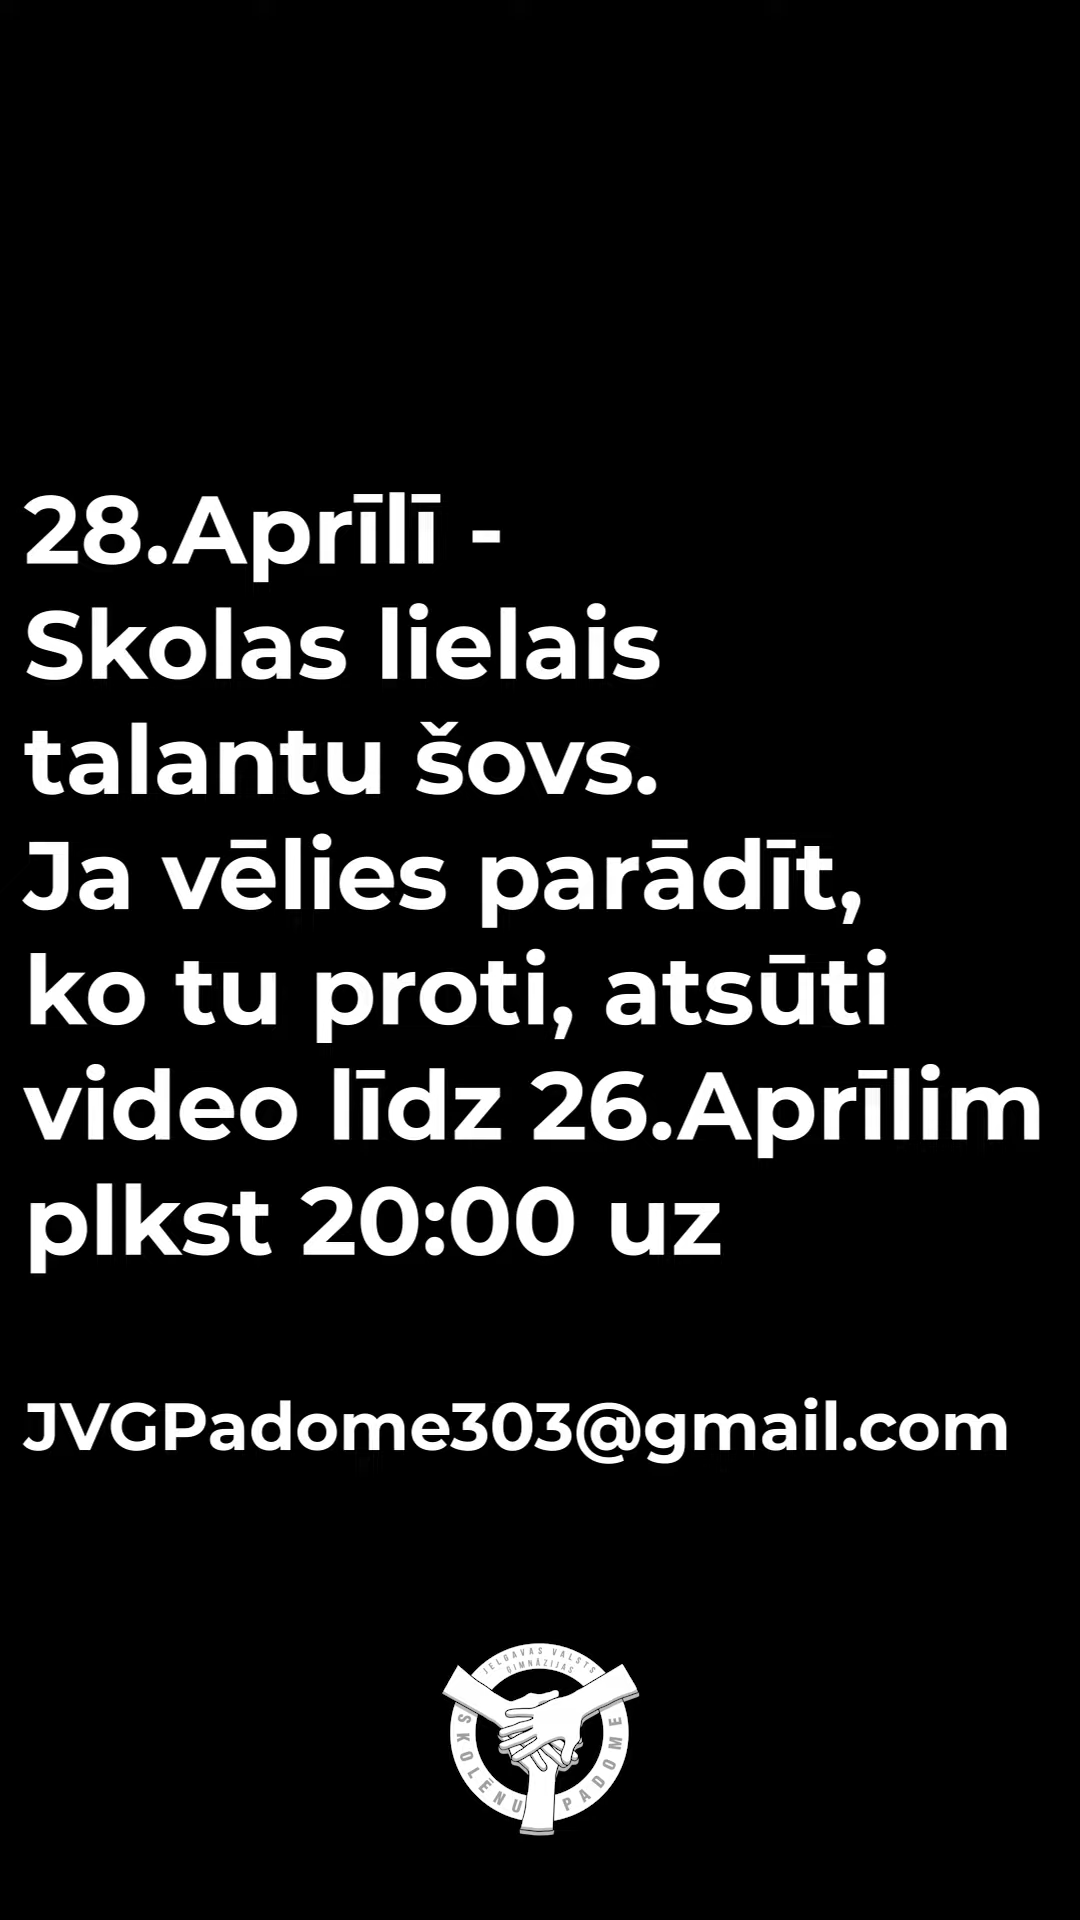 28.Aprīlī -
Skolas lielais
talantu šovs.
Ja vēlies parādīt,
ko tu proti, atsūti
video līdz 26.Aprīlim
plkst 20:00 uz
JVGPadome303@gmail.com
JELGAVAS VALSTS
ĢIMNĀZIJAS
SKOLĒNU PADOME